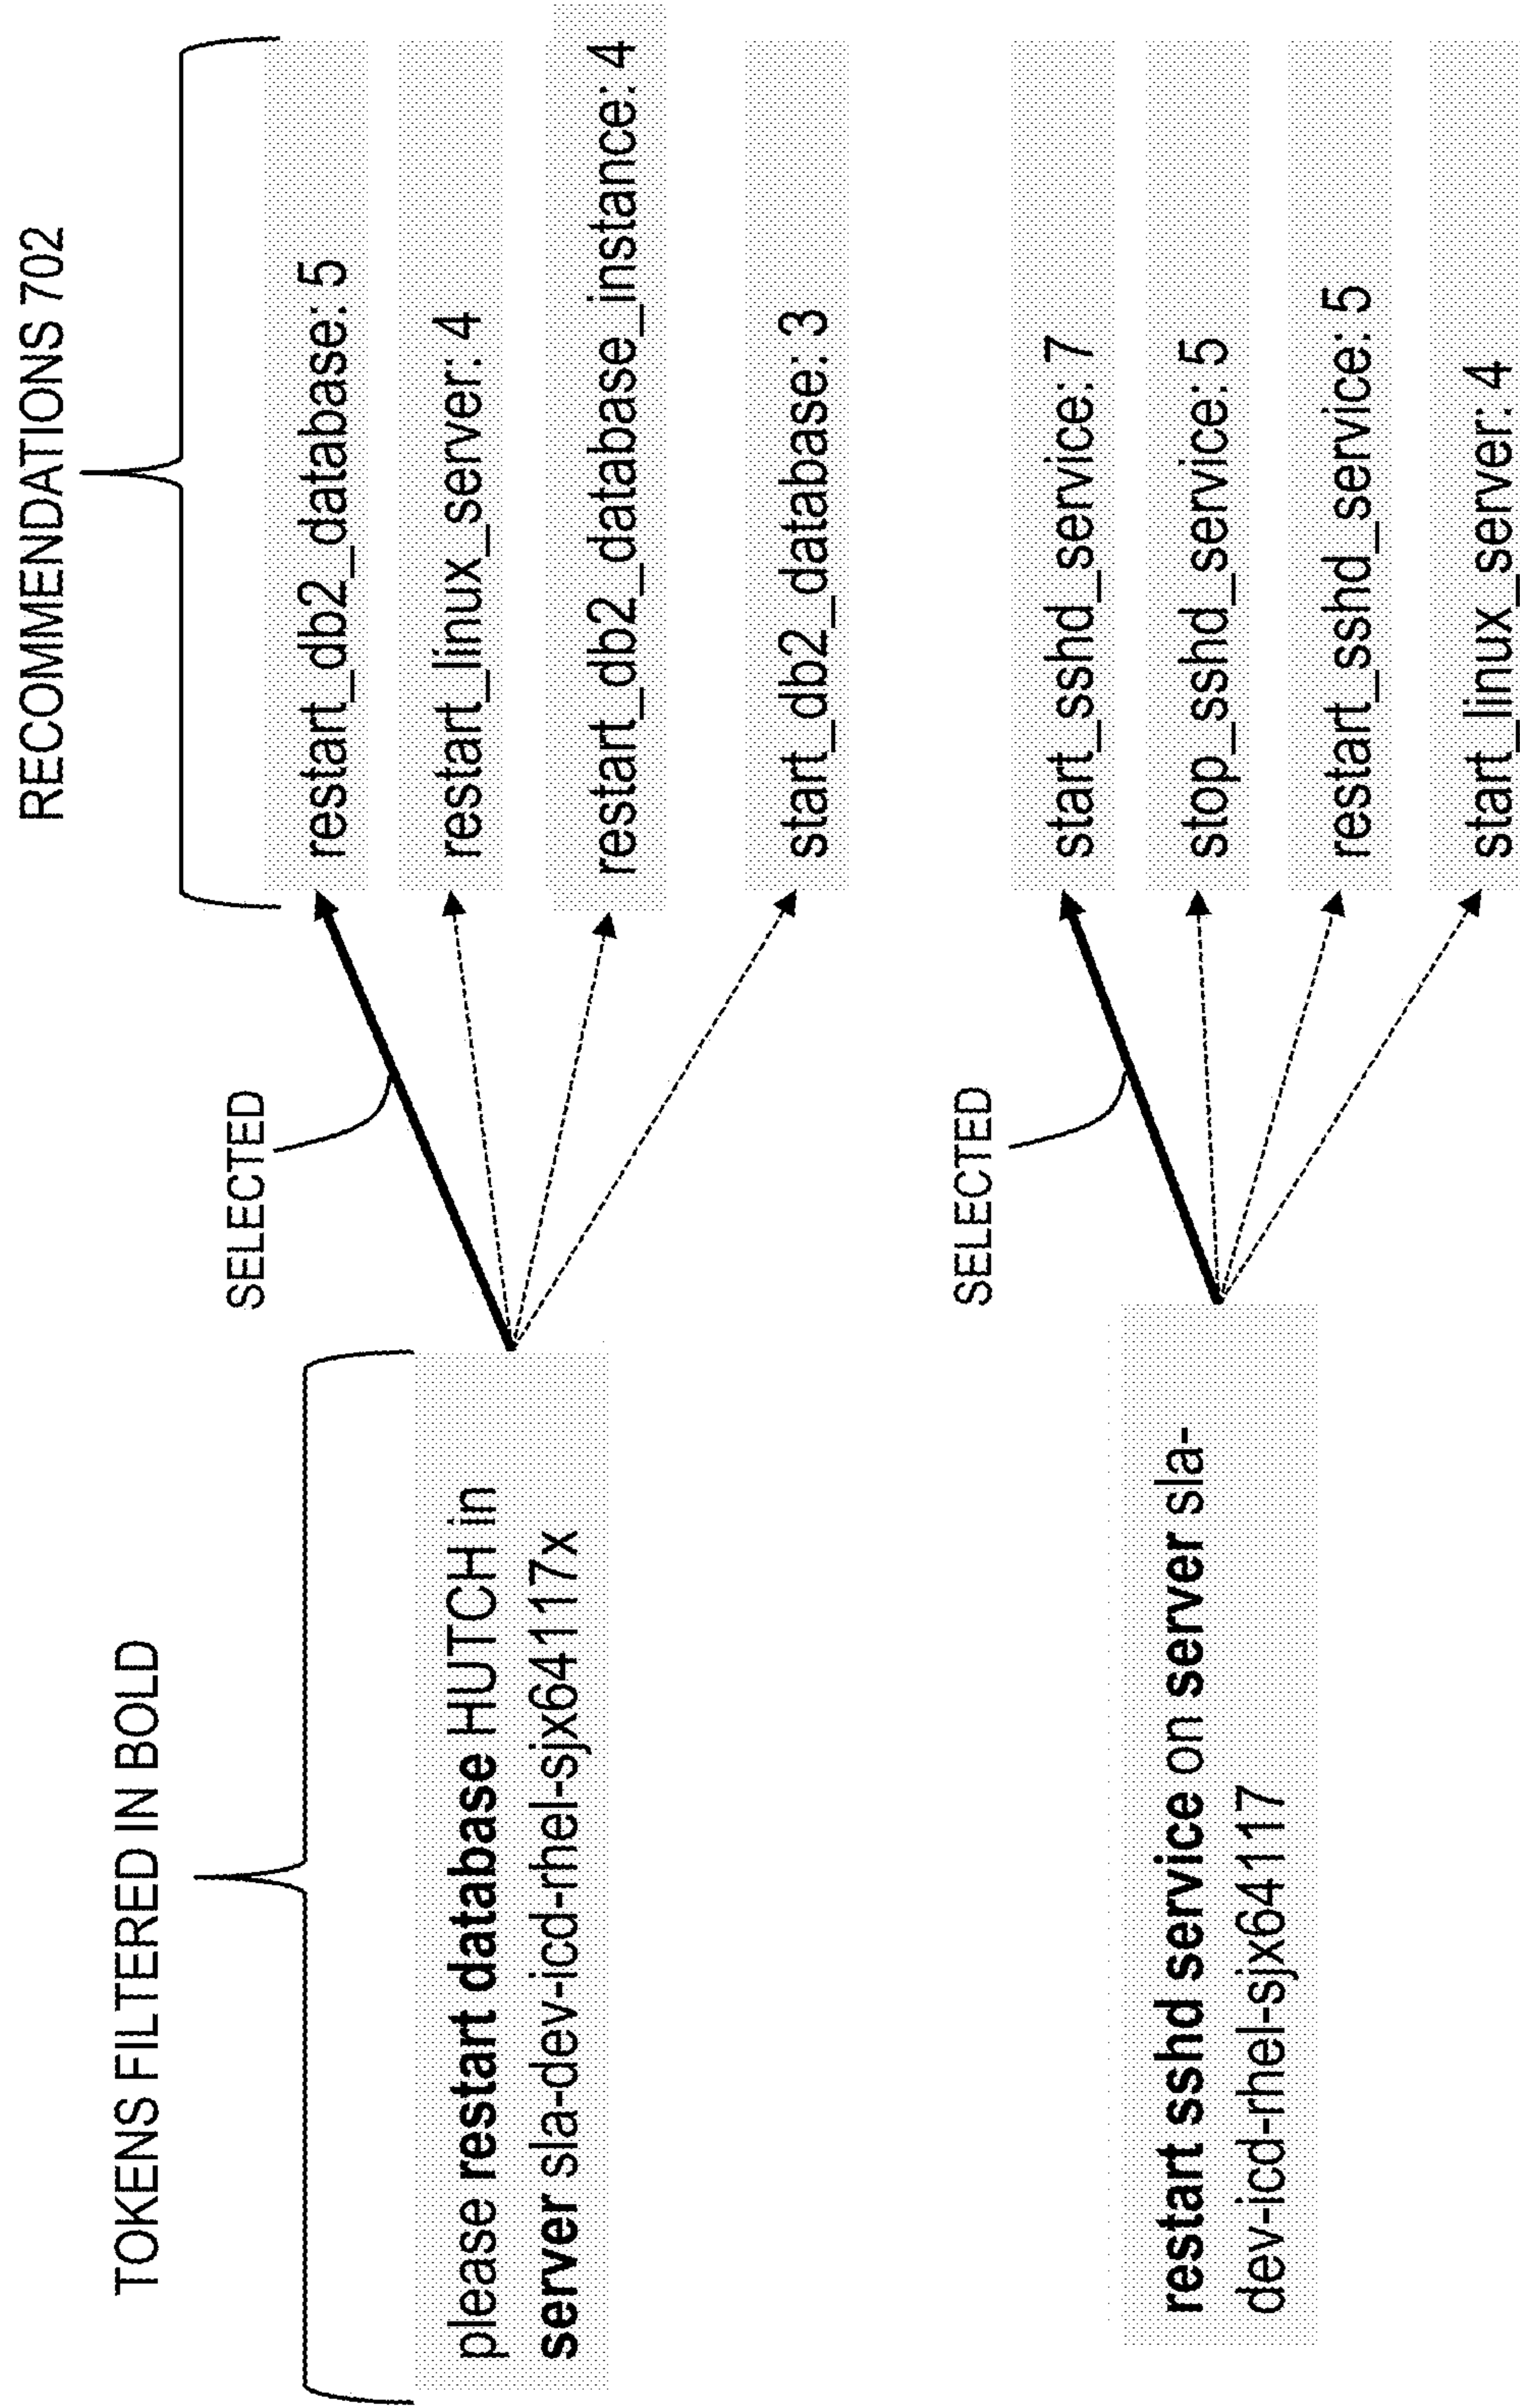 TOKENS FILTERED IN BOLD
RECOMMENDATIONS 702
please restart database HUTCH in
server sla-dev-icd-rhel-sjx64117x
SELECTED
restart_db2_database: 5
restart_linux_server: 4
restart_db2_database_instance: 4
start_db2_database: 3
restart sshd service on server sla-
dev-icd-rhel-sjx64117
SELECTED
start_sshd_service: 7
stop_sshd_service: 5
restart_sshd_service: 5
start_linux_server: 4